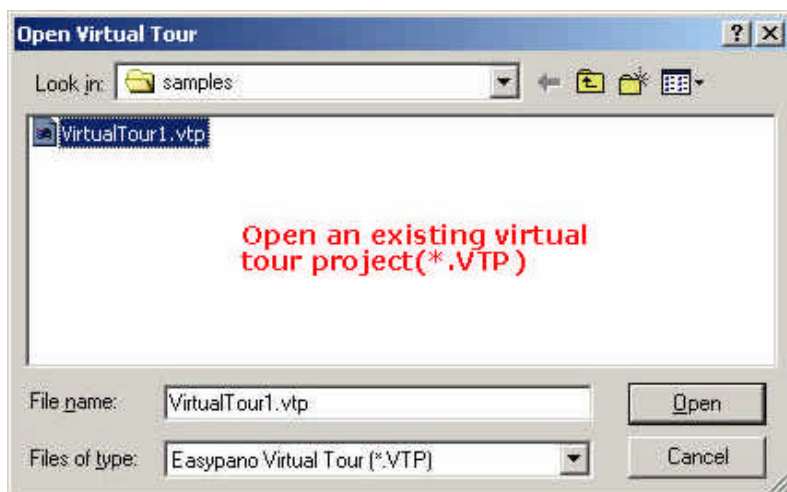 Open Virtual Tour
Look in: samples
VirtualTour1.vtp
Open an existing virtual
tour project(*.VTP)
File name: VirtualTour1.vtp Open
Files of type: Easypano Virtual Tour (*.VTP) Cancel